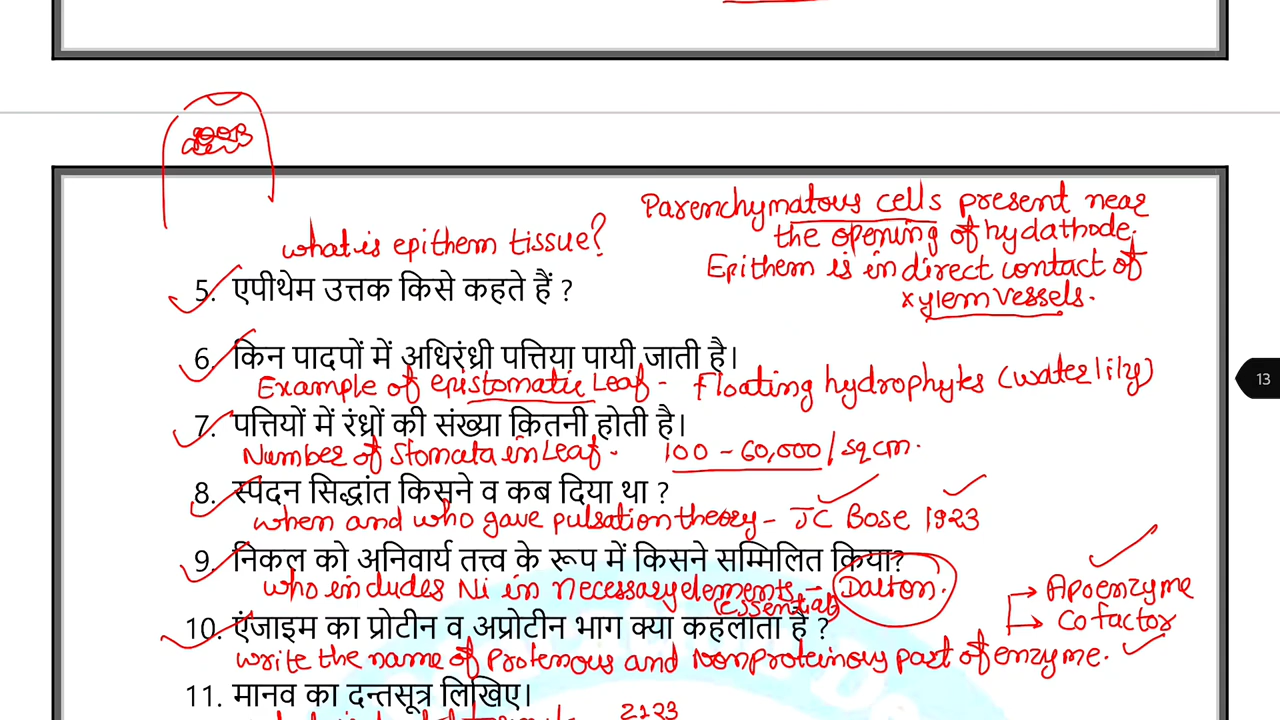 Parenchymatous cells present near
the opening of hydathode.
what is epithem tissue?
Epithem is in direct contact of
xylem vessels.
5. एपीथेम उत्तक किसे कहते हैं ?
6. किन पादपों में अधिरंध्री पत्तिया पायी जाती है।
Example of epistomatic Leaf - Floating hydrophytes (water lily)
7. पत्तियों में रंध्रों की संख्या कितनी होती है।
Number of Stomata in Leaf - 100 - 60,000/sqcm.
8. स्पंदन सिद्धांत किसने व कब दिया था ?
when and who gave pulsation theory - JC Bose 1923
9. निकल को अनिवार्य तत्त्व के रूप में किसने सम्मिलित किया?
who includes Ni in necessary elements - Dalton.
(essential)
→ Apoenzyme
→ Cofactor
10. एंजाइम का प्रोटीन व अप्रोटीन भाग क्या कहलाता है ?
write the name of Protenous and Nonproteinous part of enzyme.
11. मानव का दन्तसूत्र लिखिए।
2123
13